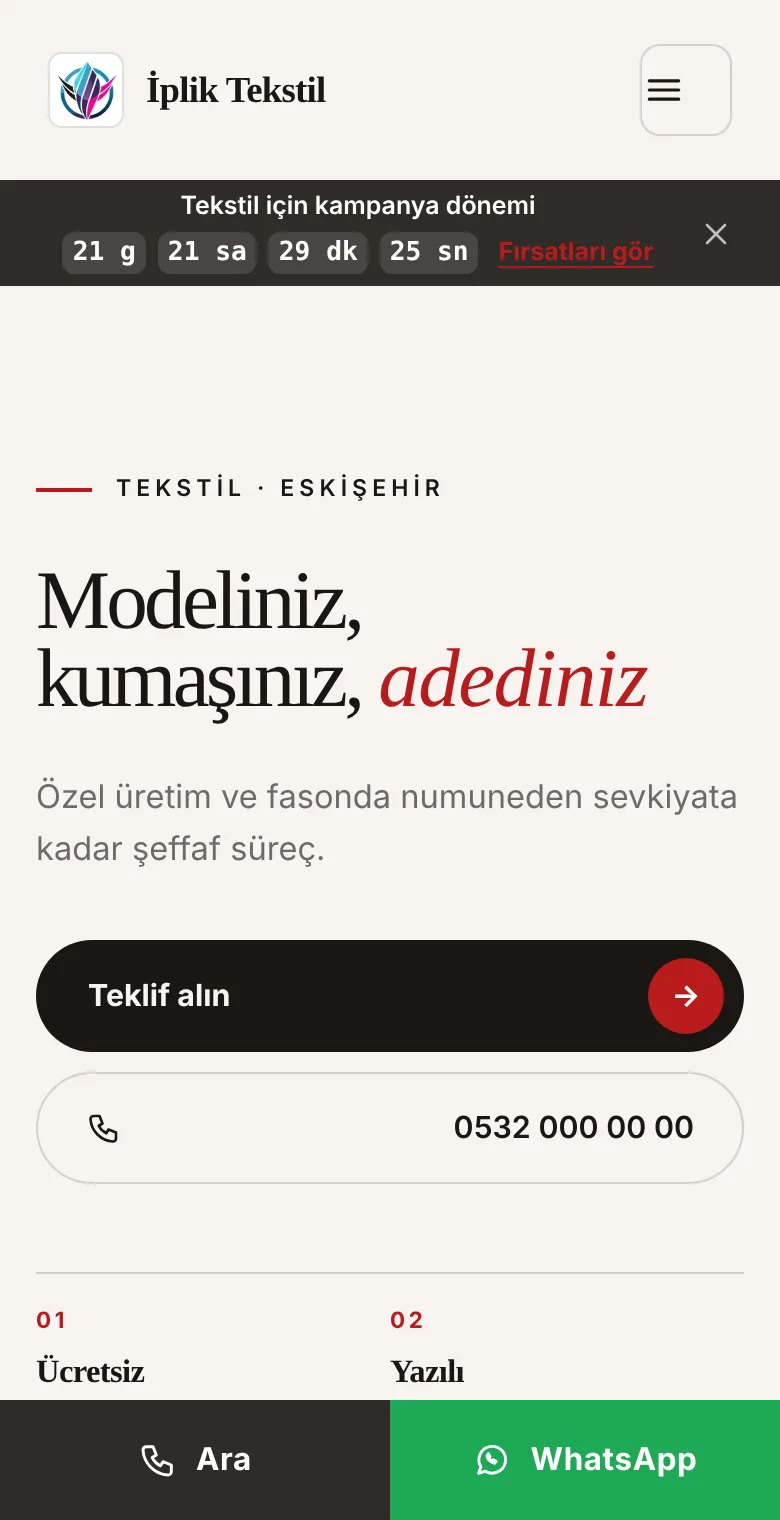 İplik Tekstil
Tekstil için kampanya dönemi
21 g 21 sa 29 dk 25 sn Fırsatları gör
TEKSTİL · ESKİŞEHİR
Modeliniz,
kumaşınız, adediniz
Özel üretim ve fasonda numuneden sevkiyata
kadar şeffaf süreç.
Teklif alın
0532 000 00 00
01 02
Ücretsiz Yazılı
Ara WhatsApp